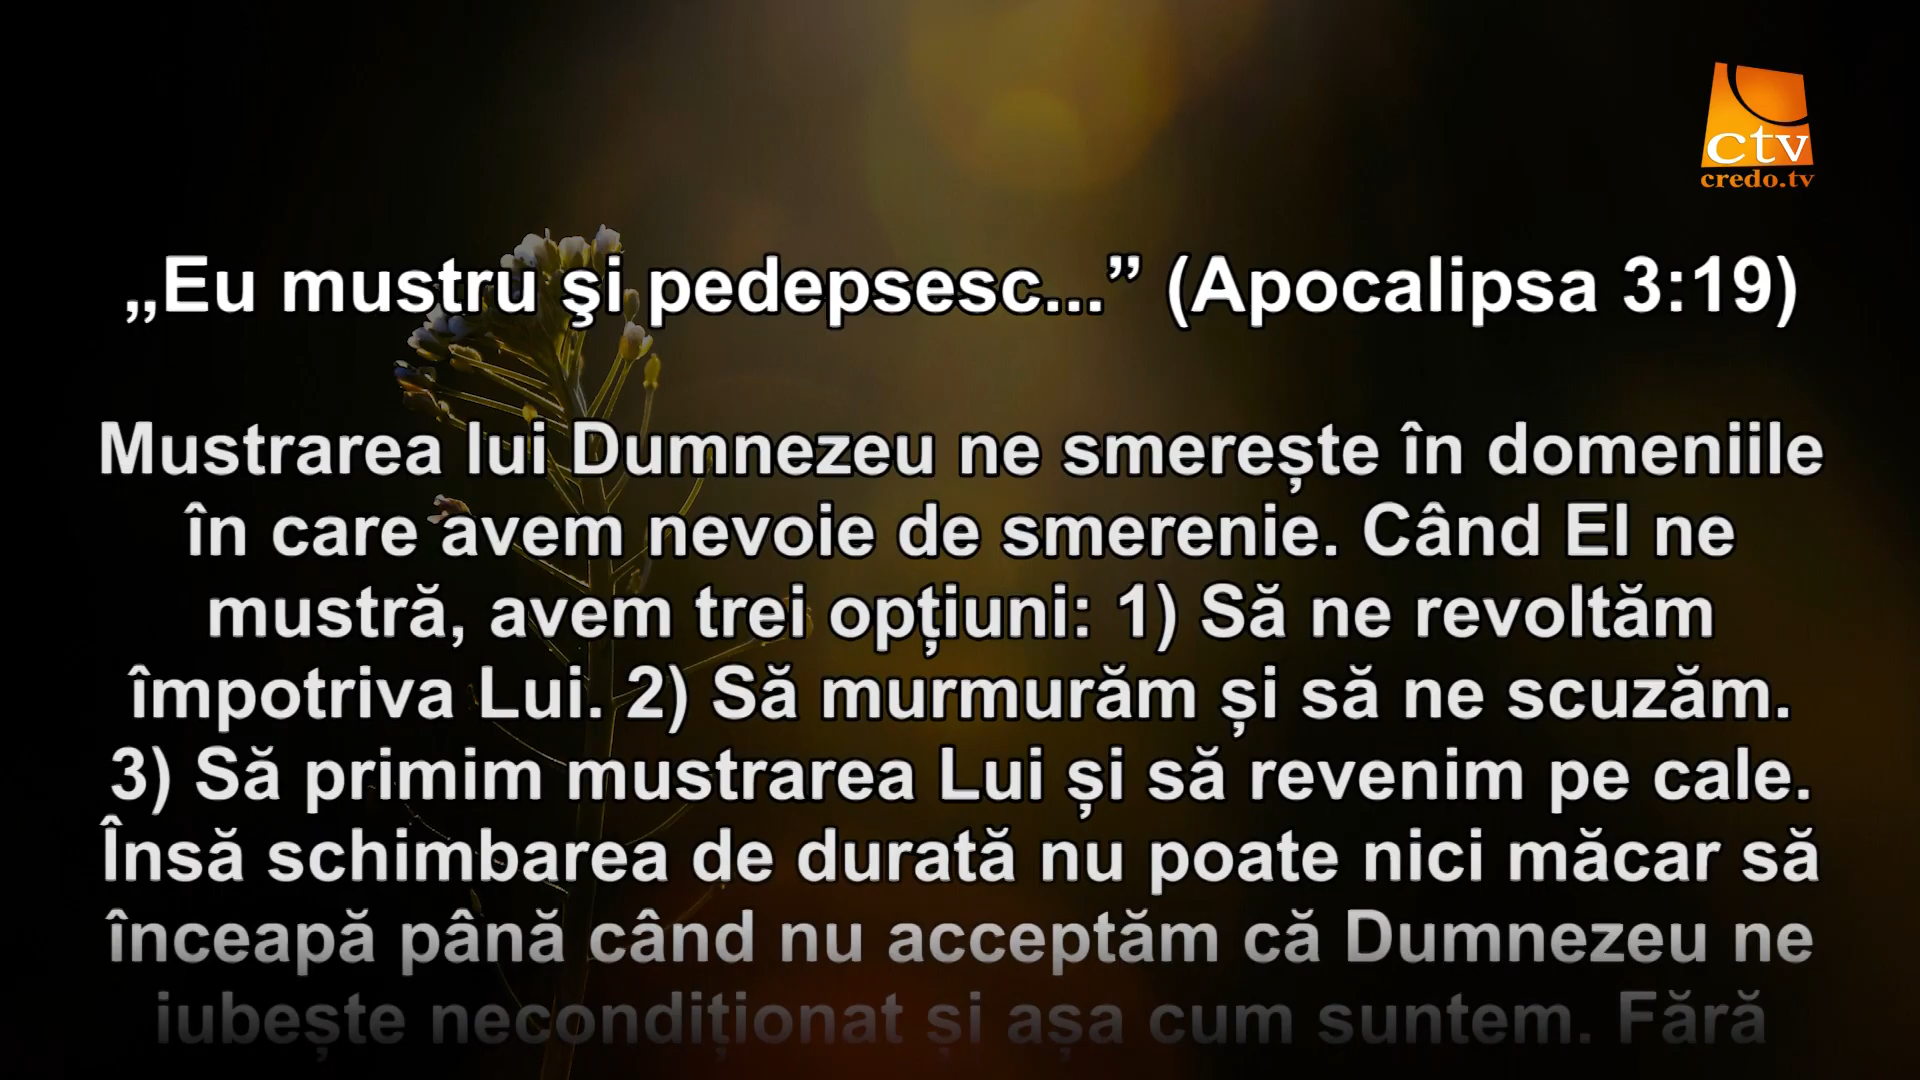 ctv
credo.tv
„Eu mustru şi pedepsesc...” (Apocalipsa 3:19)
Mustrarea lui Dumnezeu ne smerește în domeniile
în care avem nevoie de smerenie. Când El ne
mustră, avem trei opțiuni: 1) Să ne revoltăm
împotriva Lui. 2) Să murmurăm și să ne scuzăm.
3) Să primim mustrarea Lui și să revenim pe cale.
Însă schimbarea de durată nu poate nici măcar să
înceapă până când nu acceptăm că Dumnezeu ne
iubește necondiționat și așa cum suntem. Fără